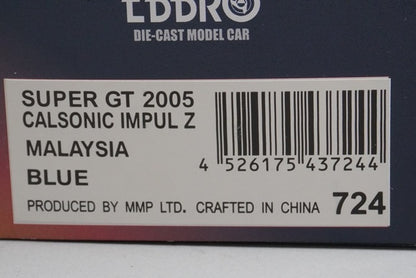 EBBRO
DIE-CAST MODEL CAR
SUPER GT 2005
CALSONIC IMPUL Z
MALAYSIA
BLUE
4 526175 437244
PRODUCED BY MMP LTD. CRAFTED IN CHINA 724